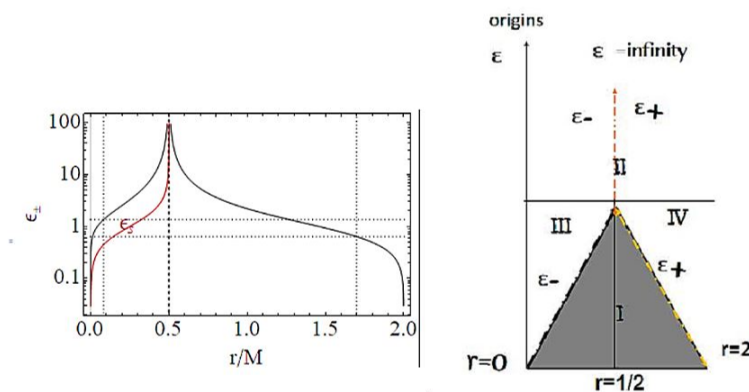 100
10
1
0.1
ϵ±
ϵs
0.0
0.5
1.0
1.5
2.0
r/M
origins
ε
ε =infinity
ε-
ε+
II
III
IV
ε-
ε+
I
r=0
r=1/2
r=2